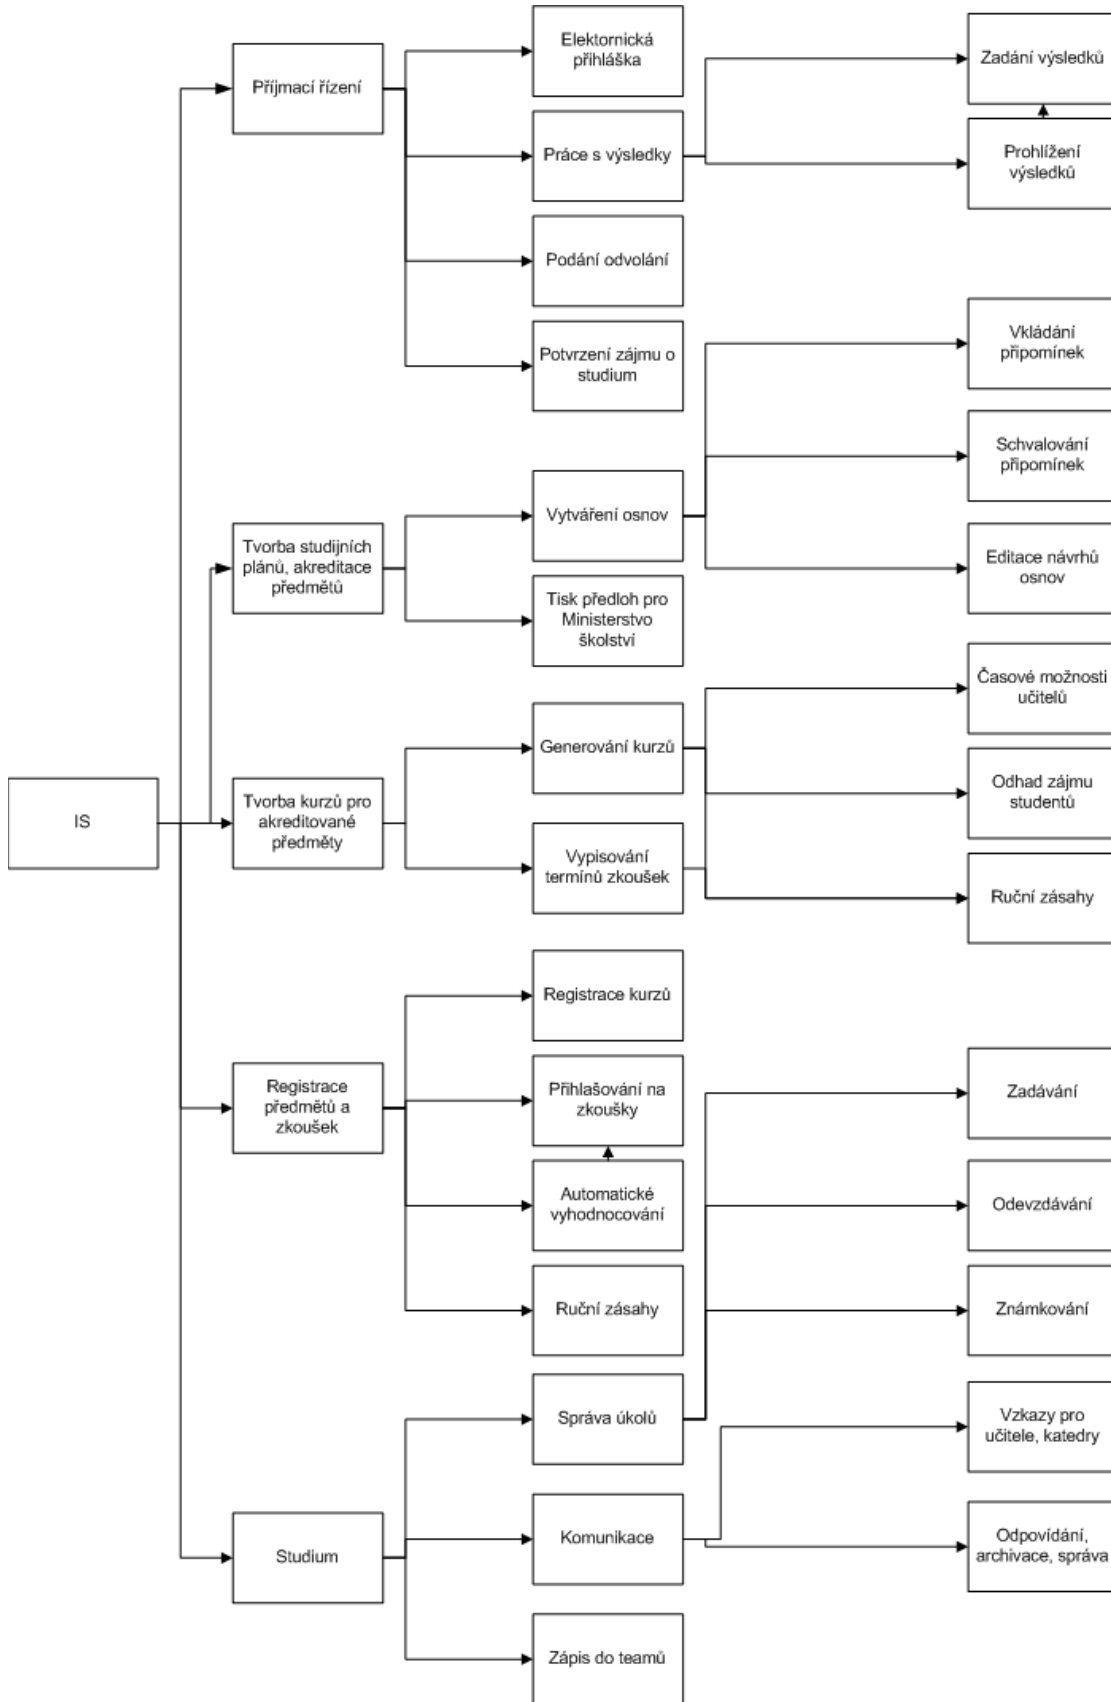 Elektornická
přihláška
Zadání výsledků
Příjmací řízení
Práce s výsledky
Prohlížení
výsledků
Podání odvolání
Vkládání
připomínek
Potvrzení zájmu o
studium
Schvalování
připomínek
Vytváření osnov
Tvorba studijních
plánů, akreditace
předmětů
Editace návrhů
osnov
Tisk předloh pro
Ministerstvo
školství
Časové možnosti
učitelů
Generování kurzů
IS
Tvorba kurzů pro
akreditované
předměty
Odhad zájmu
studentů
Vypisování
termínů zkoušek
Ruční zásahy
Registrace kurzů
Registrace
předmětů a
zkoušek
Přihlašování na
zkoušky
Zadávání
Automatické
vyhodnocování
Odevzdávání
Ruční zásahy
Známkování
Správa úkolů
Vzkazy pro
učitele, katedry
Studium
Komunikace
Odpovídání,
archivace, správa
Zápis do teamů